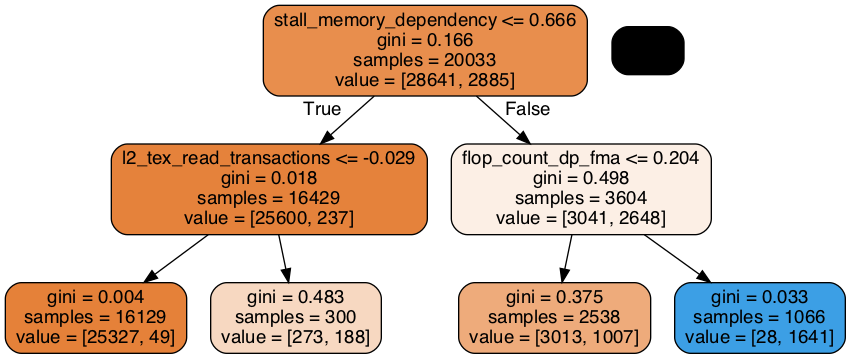 stall_memory_dependency <= 0.666
gini = 0.166
samples = 20033
value = [28641, 2885]
True
False
l2_tex_read_transactions <= -0.029
gini = 0.018
samples = 16429
value = [25600, 237]
flop_count_dp_fma <= 0.204
gini = 0.498
samples = 3604
value = [3041, 2648]
gini = 0.004
samples = 16129
value = [25327, 49]
gini = 0.483
samples = 300
value = [273, 188]
gini = 0.375
samples = 2538
value = [3013, 1007]
gini = 0.033
samples = 1066
value = [28, 1641]